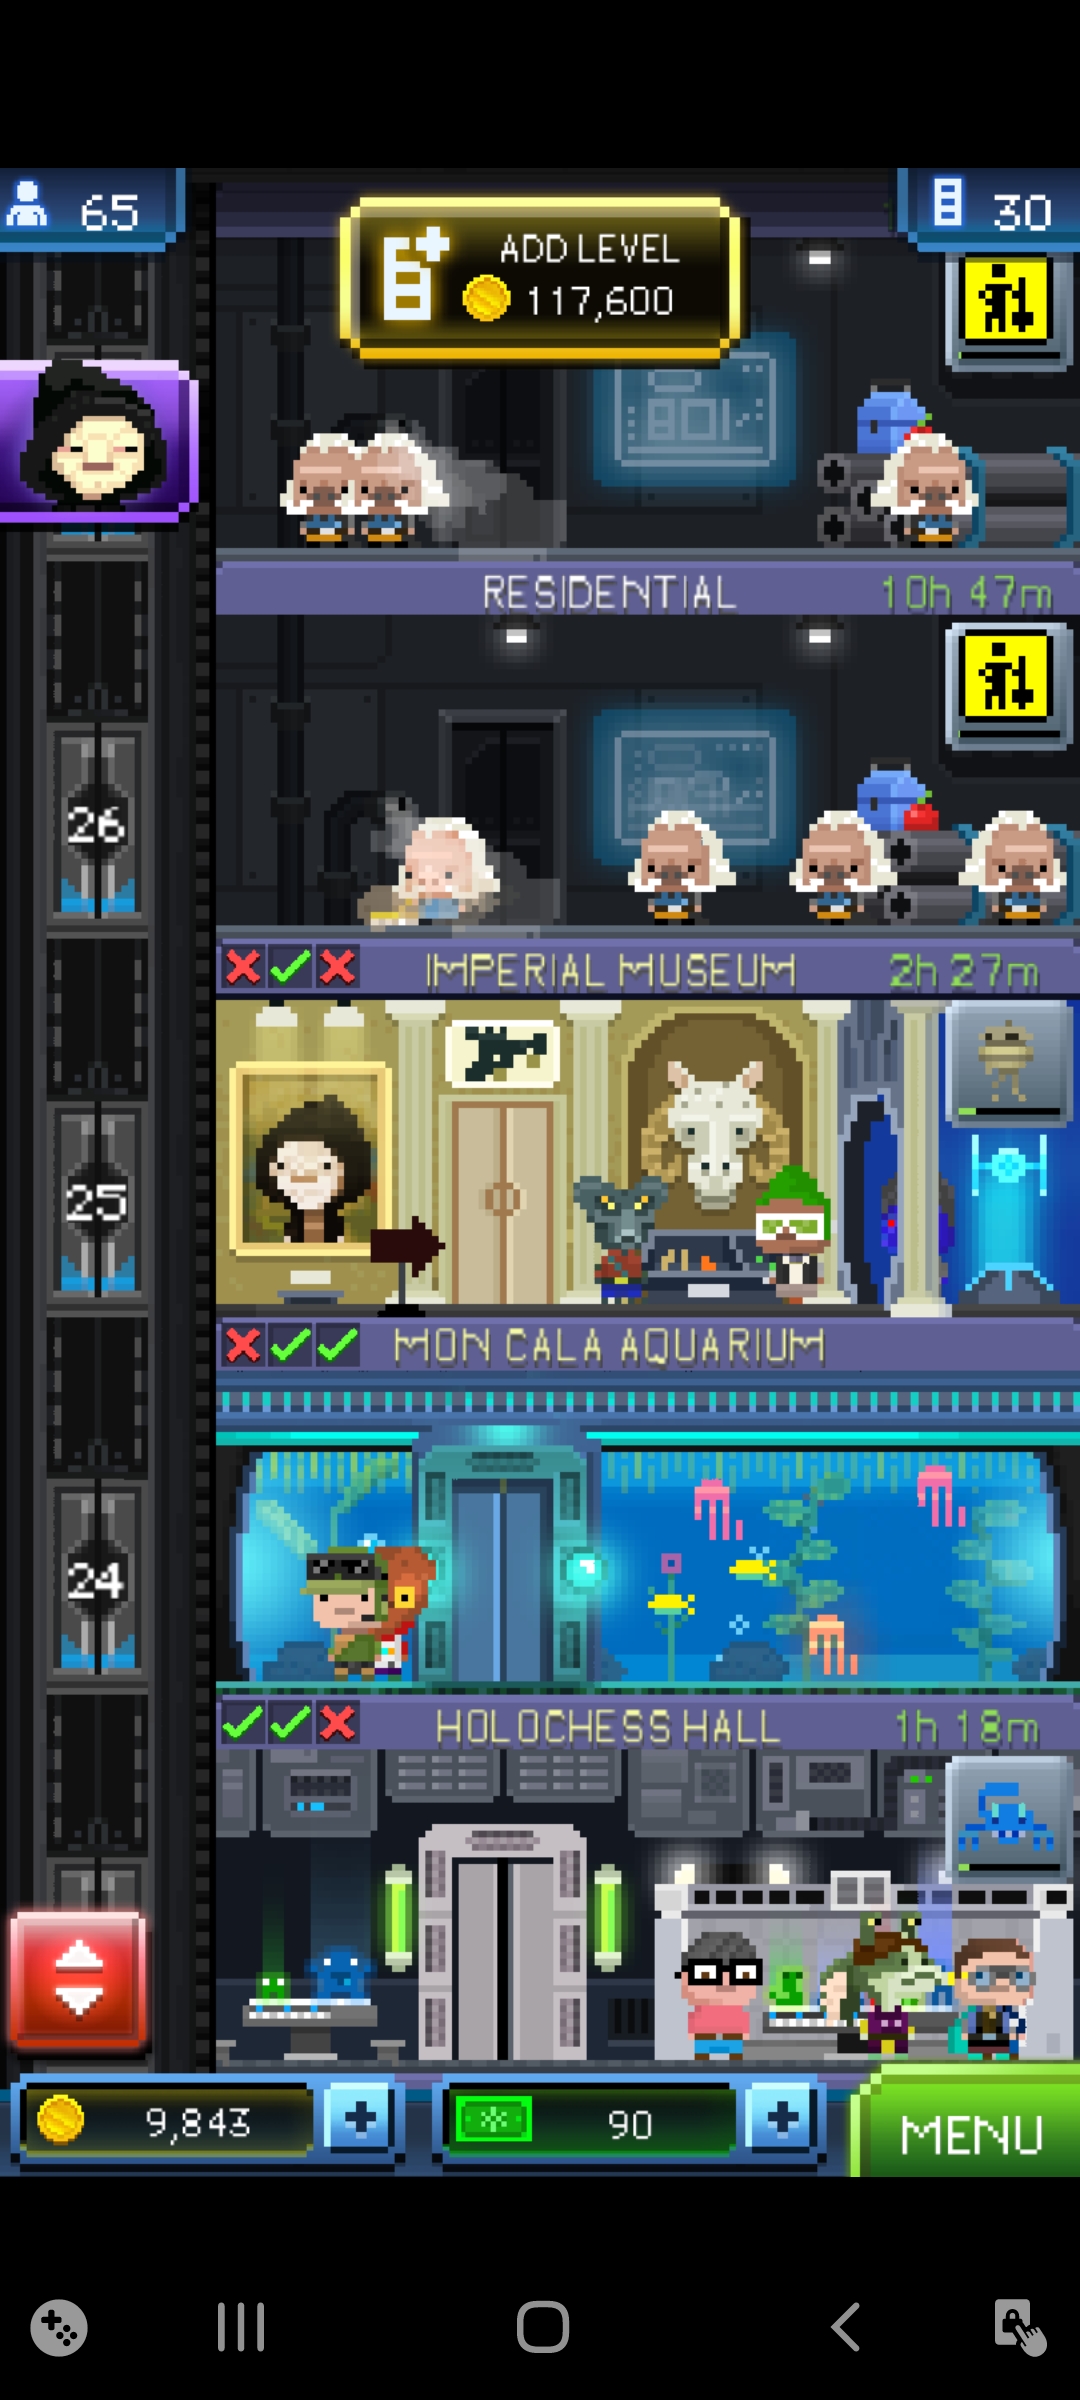 65
ADD LEVEL
117,600
30
RESIDENTIAL 10h 47m
26
IMPERIAL MUSEUM 2h 27m
25
MON CALA AQUARIUM
24
HOLOCHESS HALL 1h 18m
9,843
90
MENU